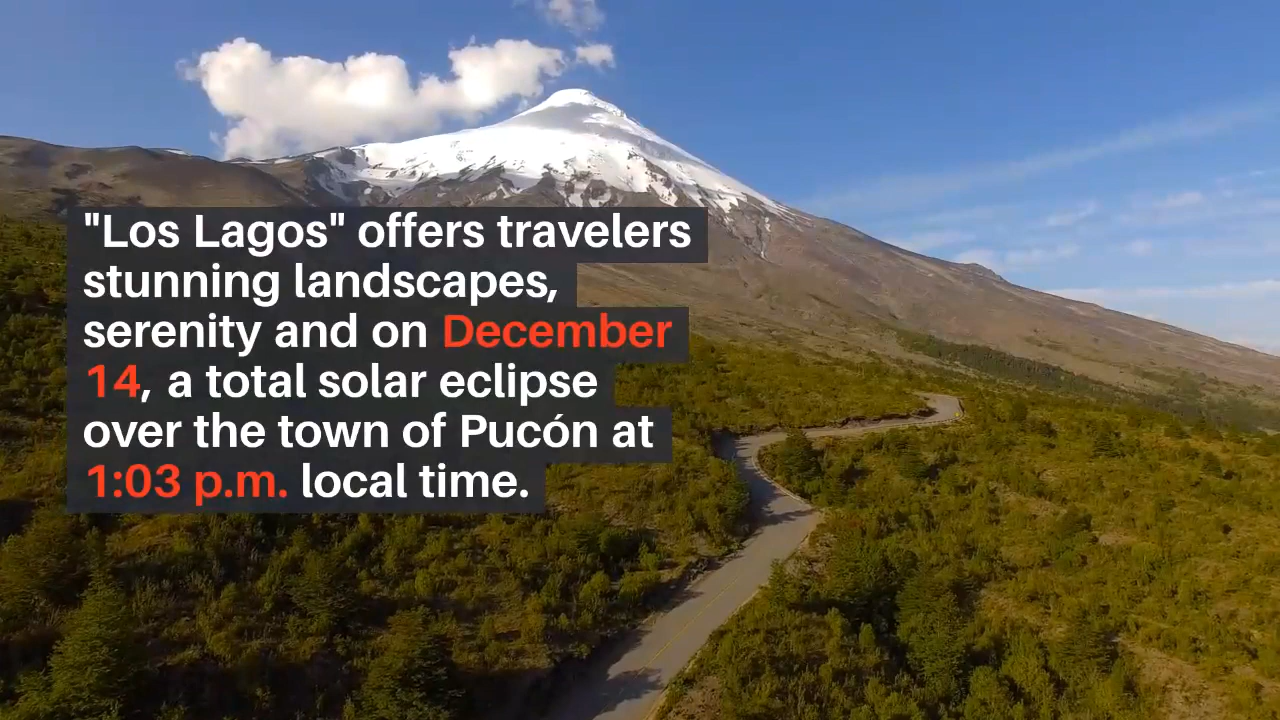 "Los Lagos" offers travelers
stunning landscapes,
serenity and on December
14, a total solar eclipse
over the town of Pucón at
1:03 p.m. local time.